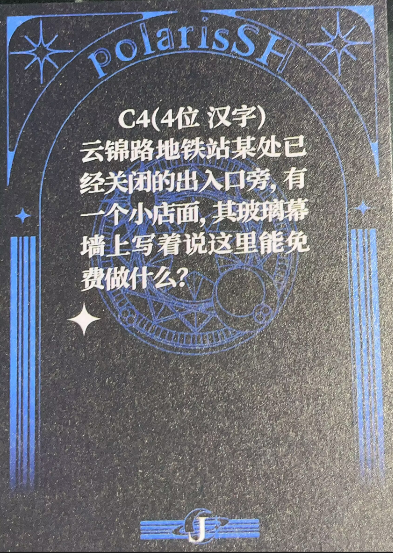 polarisSH
C4(4位 汉字)
云锦路地铁站某处已
经关闭的出入口旁, 有
一个小店面, 其玻璃幕
墙上写着说这里能免
费做什么?
J